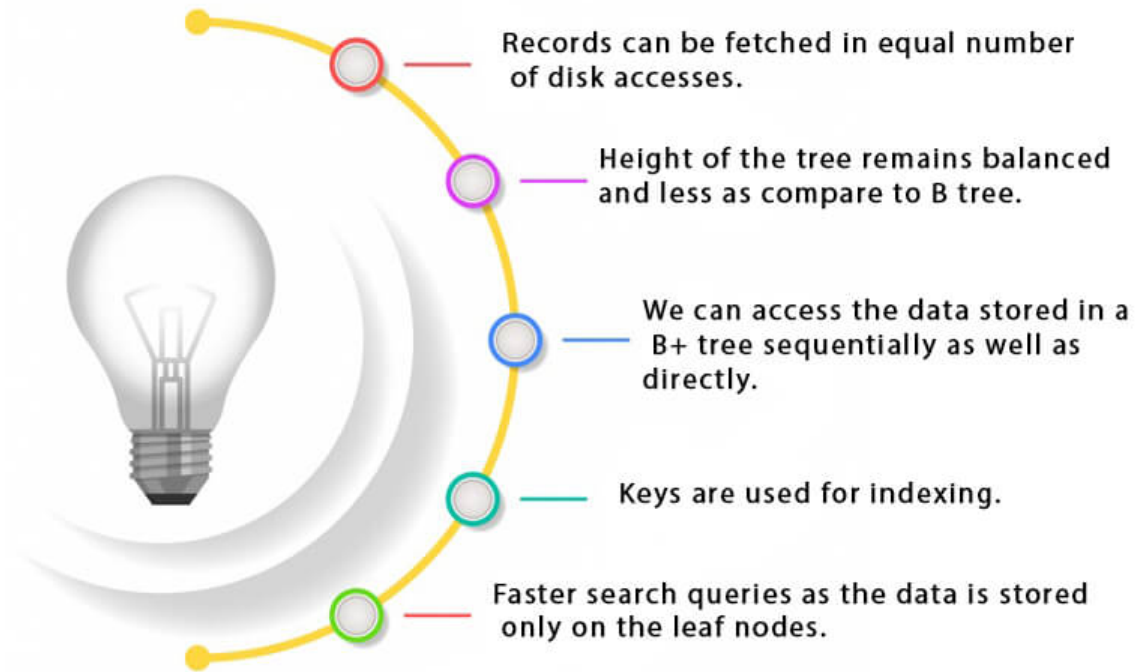 Records can be fetched in equal number
of disk accesses.
Height of the tree remains balanced
and less as compare to B tree.
We can access the data stored in a
B+ tree sequentially as well as
directly.
Keys are used for indexing.
Faster search queries as the data is stored
only on the leaf nodes.